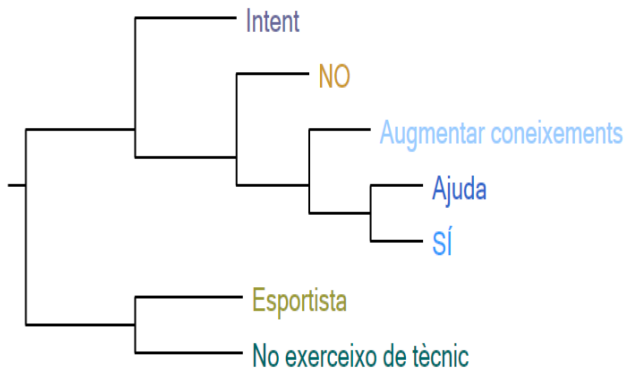 Intent
NO
Augmentar coneixements
Ajuda
SÍ
Esportista
No exerceixo de tècnic